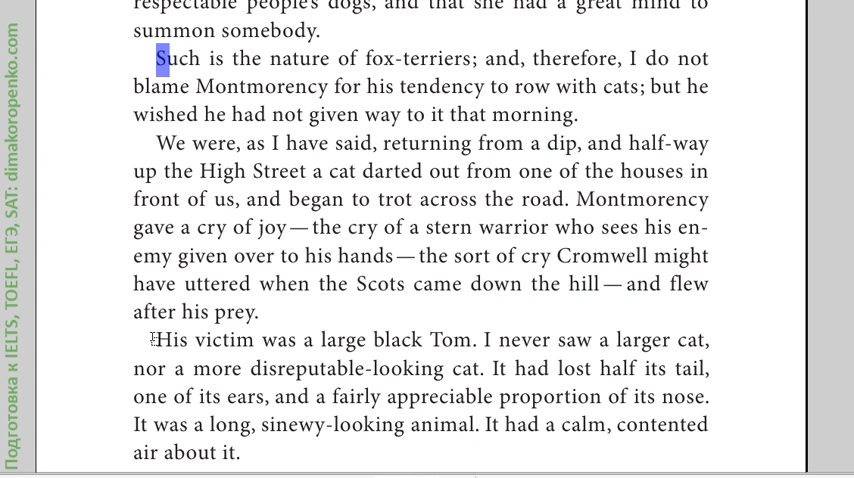 respectable people's dogs, and that she had a great mind to
summon somebody.
Such is the nature of fox-terriers; and, therefore, I do not
blame Montmorency for his tendency to row with cats; but he
wished he had not given way to it that morning.
We were, as I have said, returning from a dip, and half-way
up the High Street a cat darted out from one of the houses in
front of us, and began to trot across the road. Montmorency
gave a cry of joy — the cry of a stern warrior who sees his en-
emy given over to his hands — the sort of cry Cromwell might
have uttered when the Scots came down the hill — and flew
after his prey.
His victim was a large black Tom. I never saw a larger cat,
nor a more disreputable-looking cat. It had lost half its tail,
one of its ears, and a fairly appreciable proportion of its nose.
It was a long, sinewy-looking animal. It had a calm, contented
air about it.
Подготовка к IELTS, TOEFL, ЕГЭ, SAT: dimakoropenko.com